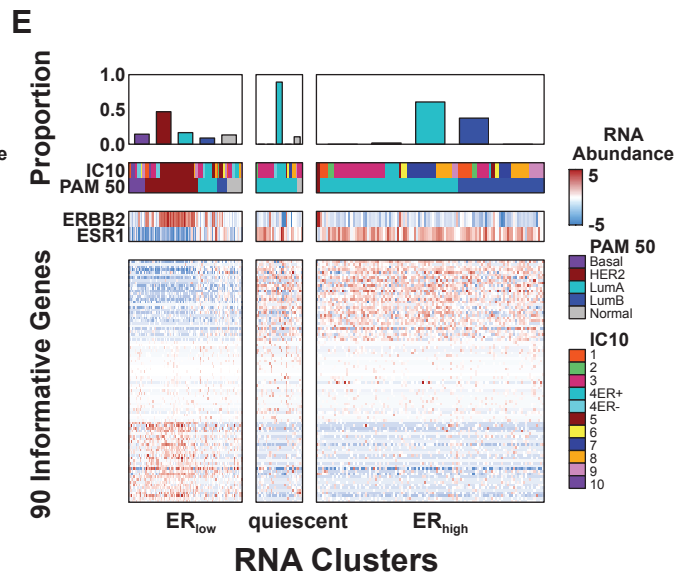 E
Proportion
1.0
0.5
0.0
IC10
PAM 50
ERBB2
ESR1
90 Informative Genes
ERlow
quiescent
ERhigh
RNA Clusters
RNA
Abundance
5
-5
PAM 50
Basal
HER2
LumA
LumB
Normal
IC10
1
2
3
4ER+
4ER-
5
6
7
8
9
10